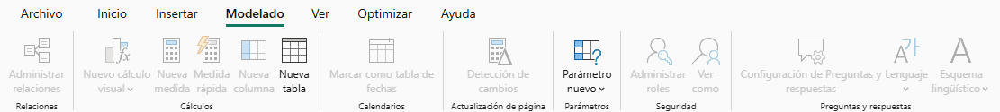 Archivo Inicio Insertar Modelado Ver Optimizar Ayuda
Administrar relaciones
Nuevo cálculo visual
Nueva medida
Medida rápida
Nueva columna
Nueva tabla
Marcar como tabla de fechas
Detección de cambios
Parámetro nuevo
Administrar roles
Ver como
Configuración de Preguntas y respuestas
Lenguaje
Esquema lingüístico
Relaciones Cálculos Calendarios Actualización de página Parámetros Seguridad Preguntas y respuestas